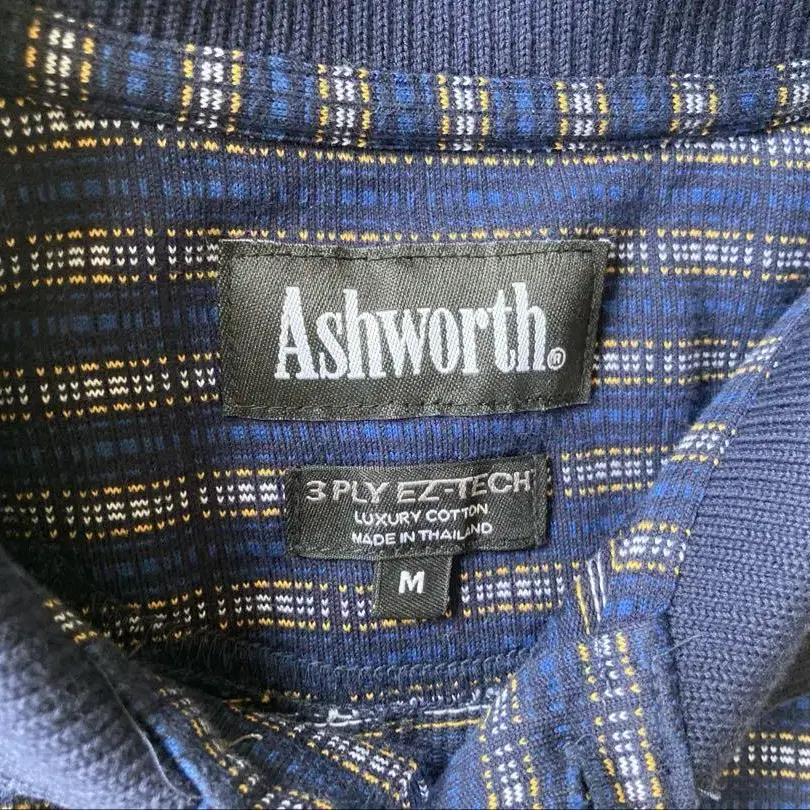 Ashworth®
3 PLY EZ-TECH
LUXURY COTTON
MADE IN THAILAND
M